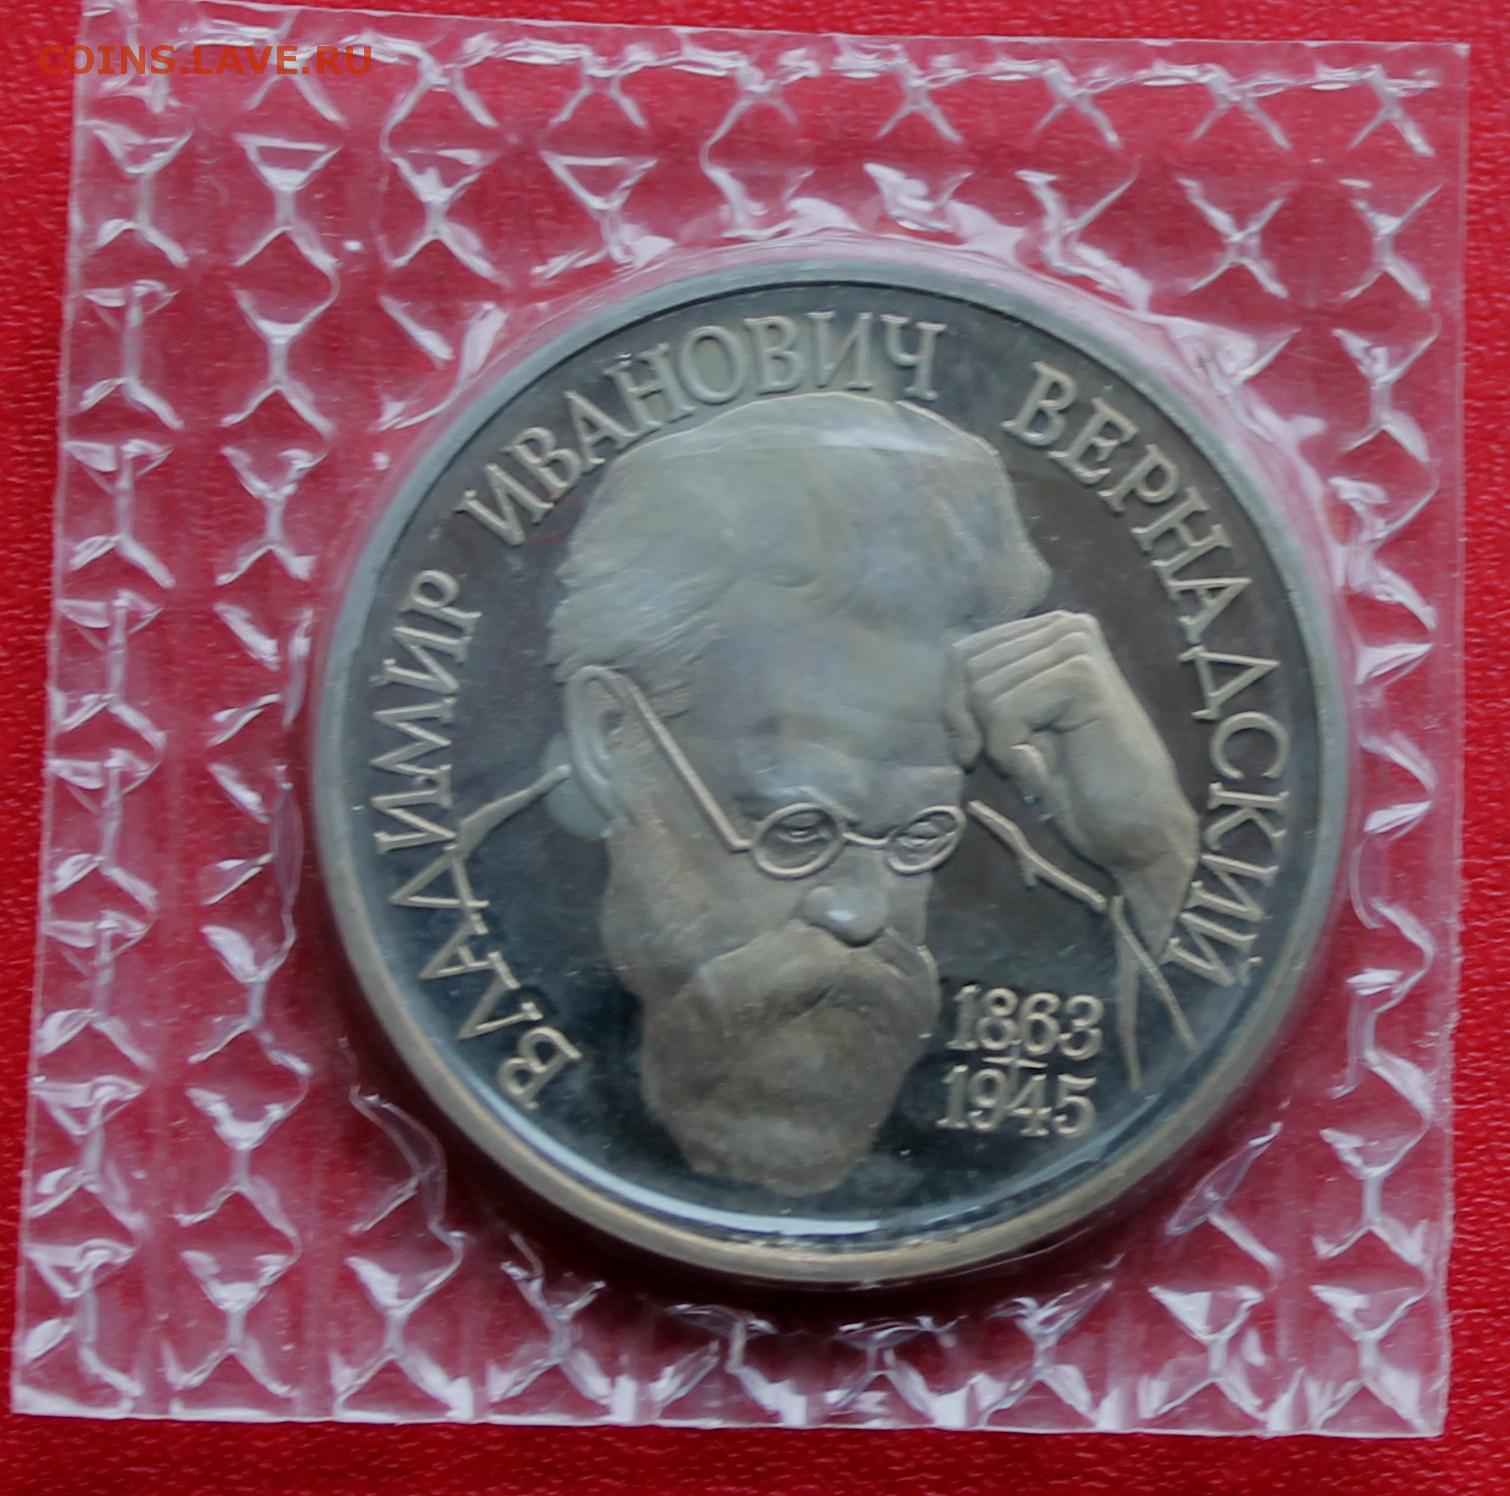 COINS.LAVE.RU
ВЛАДИМИР ИВАНОВИЧ ВЕРНАДСКИЙ
1863
1945